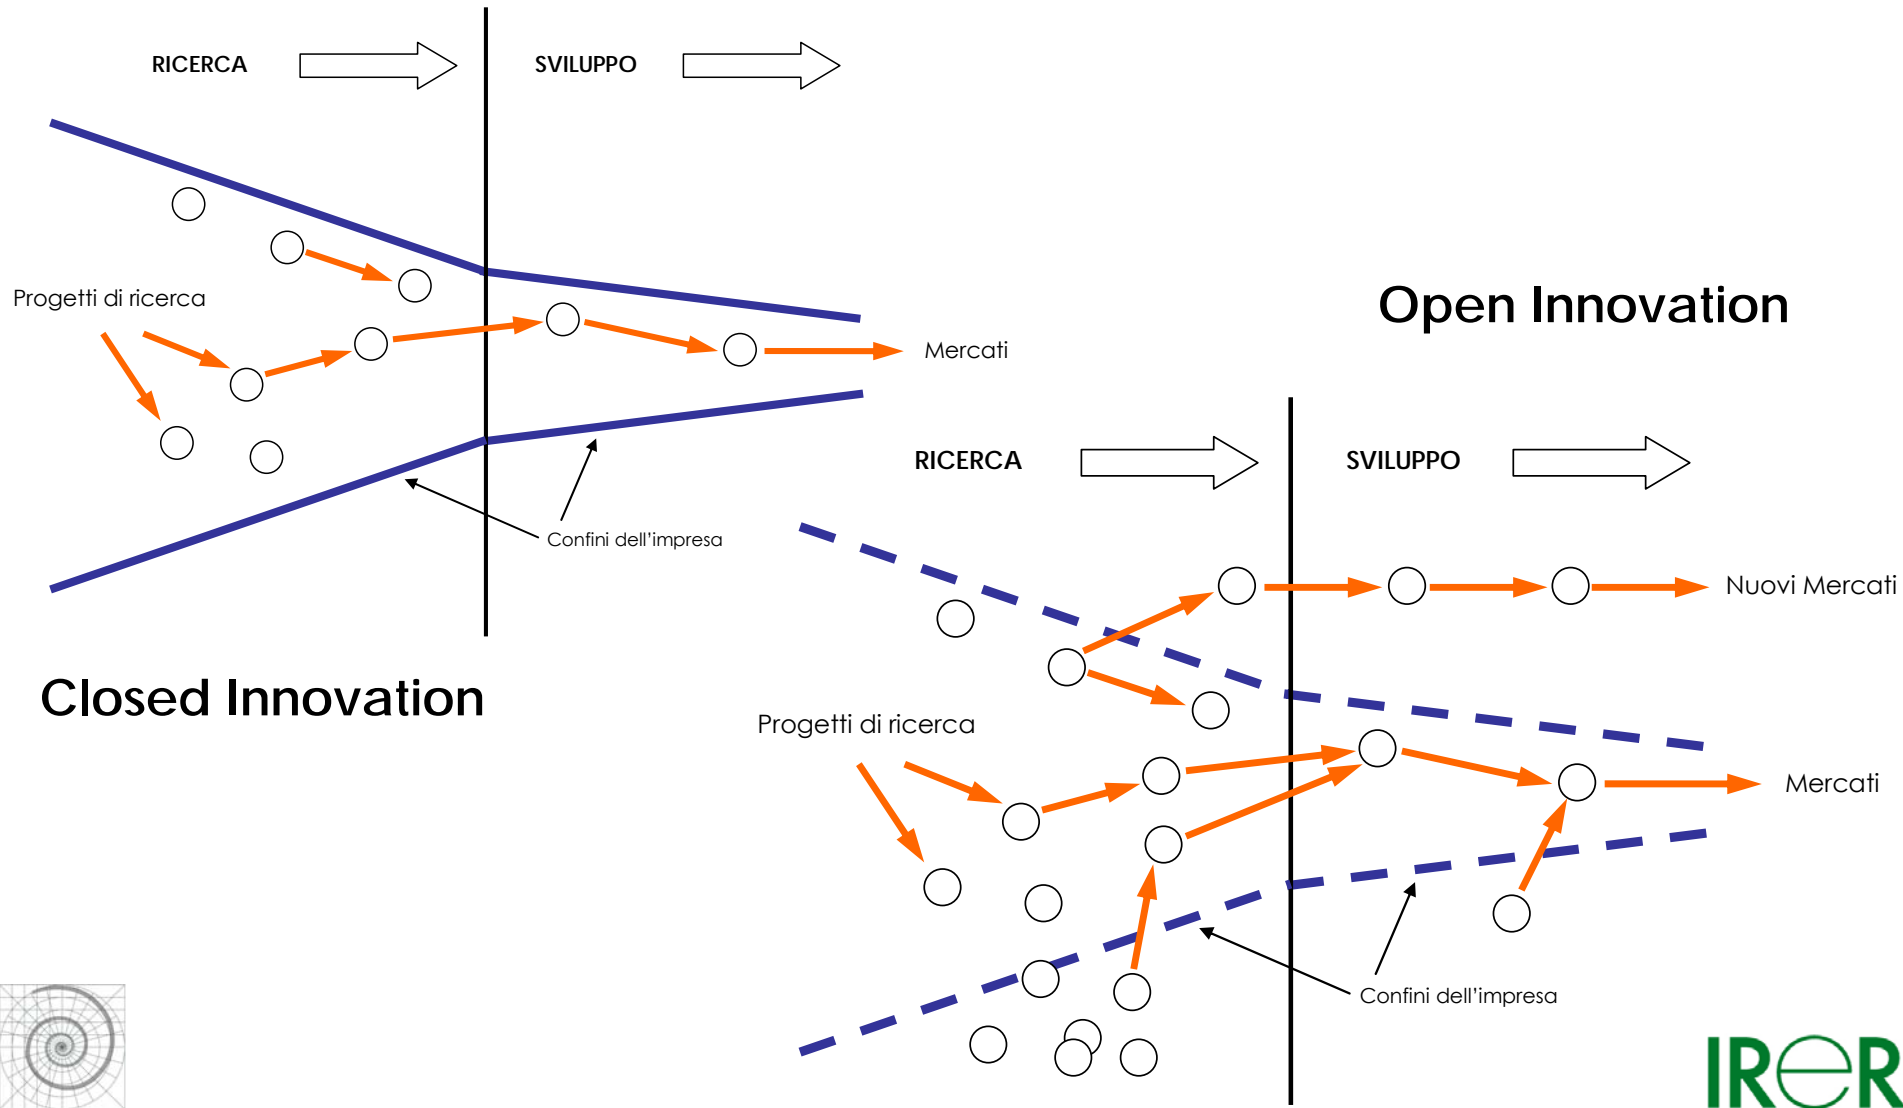 RICERCA
SVILUPPO
Progetti di ricerca
Mercati
Confini dell'impresa
Closed Innovation
Open Innovation
RICERCA
SVILUPPO
Nuovi Mercati
Progetti di ricerca
Mercati
Confini dell'impresa
IReR